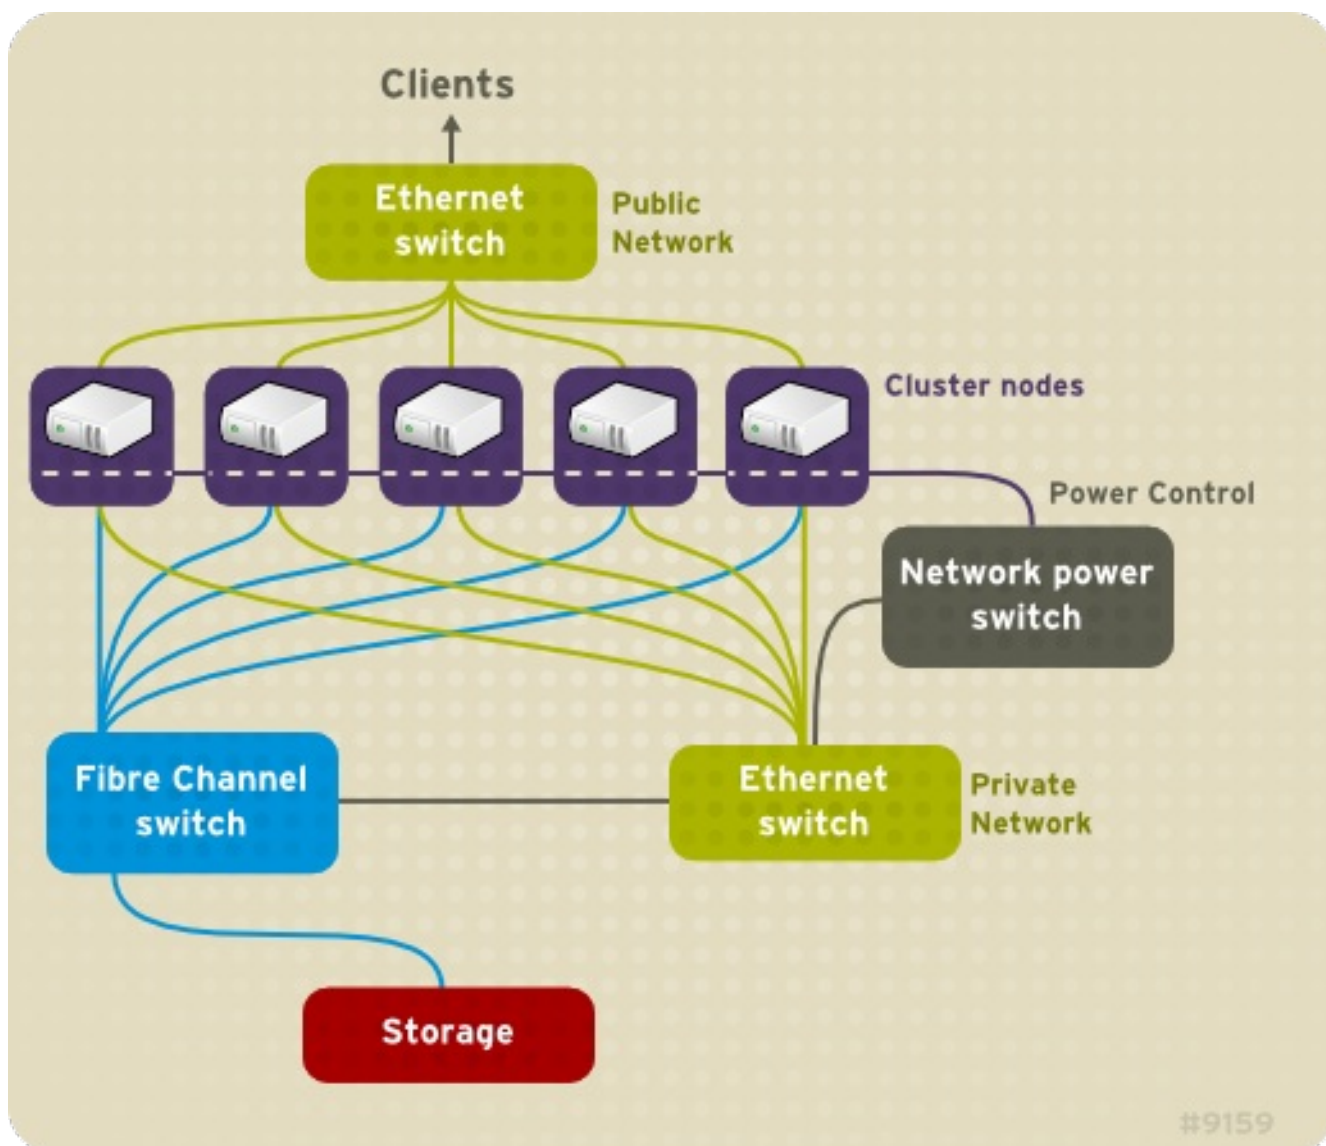 Clients
Ethernet
switch
Public
Network
Cluster nodes
Power Control
Network power
switch
Fibre Channel
switch
Ethernet
switch
Private
Network
Storage
#9159